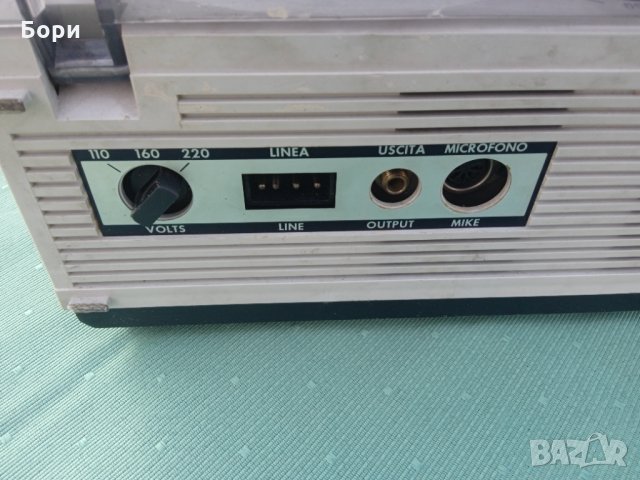 Бори
110 160 220 LINEA USCITA MICROFONO
VOLTS LINE OUTPUT MIKE
BAZAR